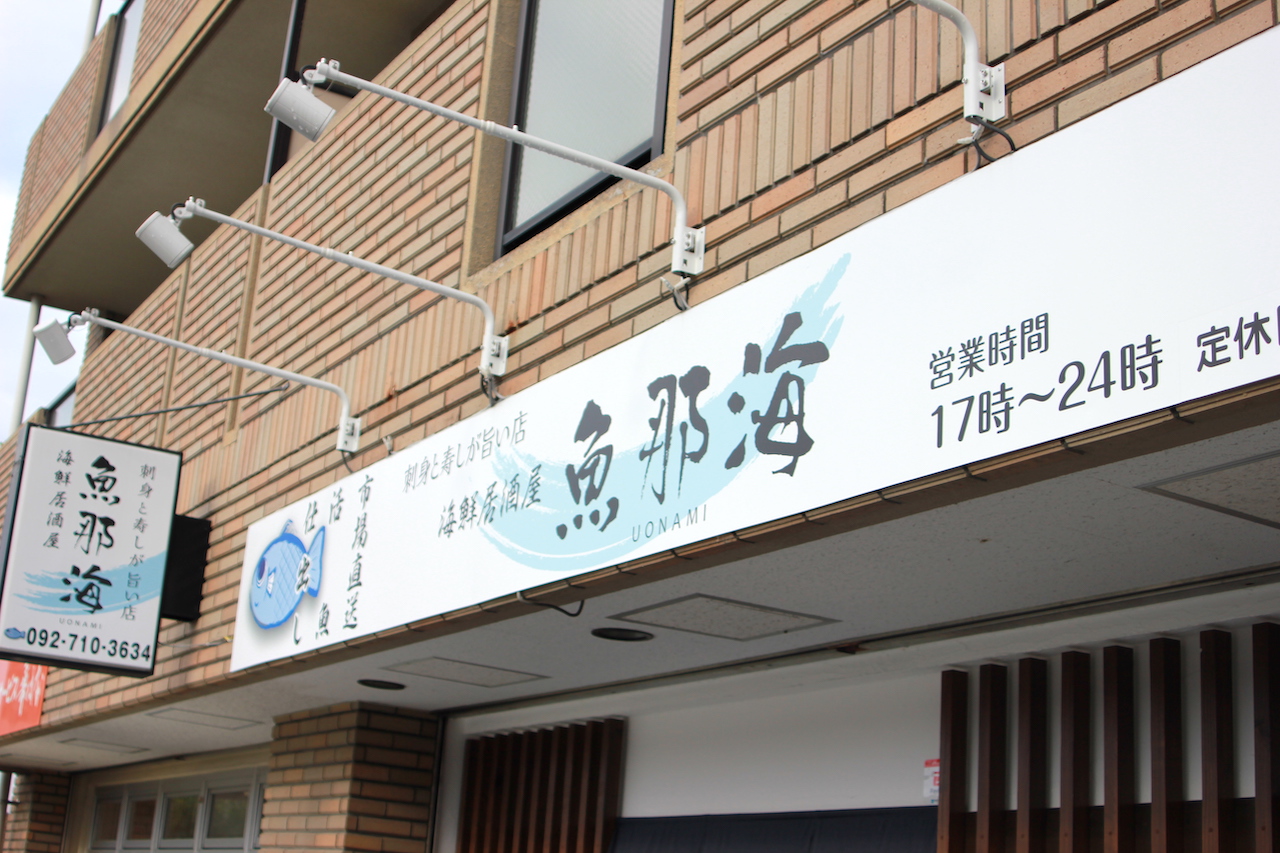 刺身と寿しが旨い店
海鮮居酒屋
魚那海
UONAMI
092-710-3634
市場直送
活魚
仕出し
刺身と寿しが旨い店
海鮮居酒屋
魚那海
UONAMI
営業時間
17時〜24時
定休